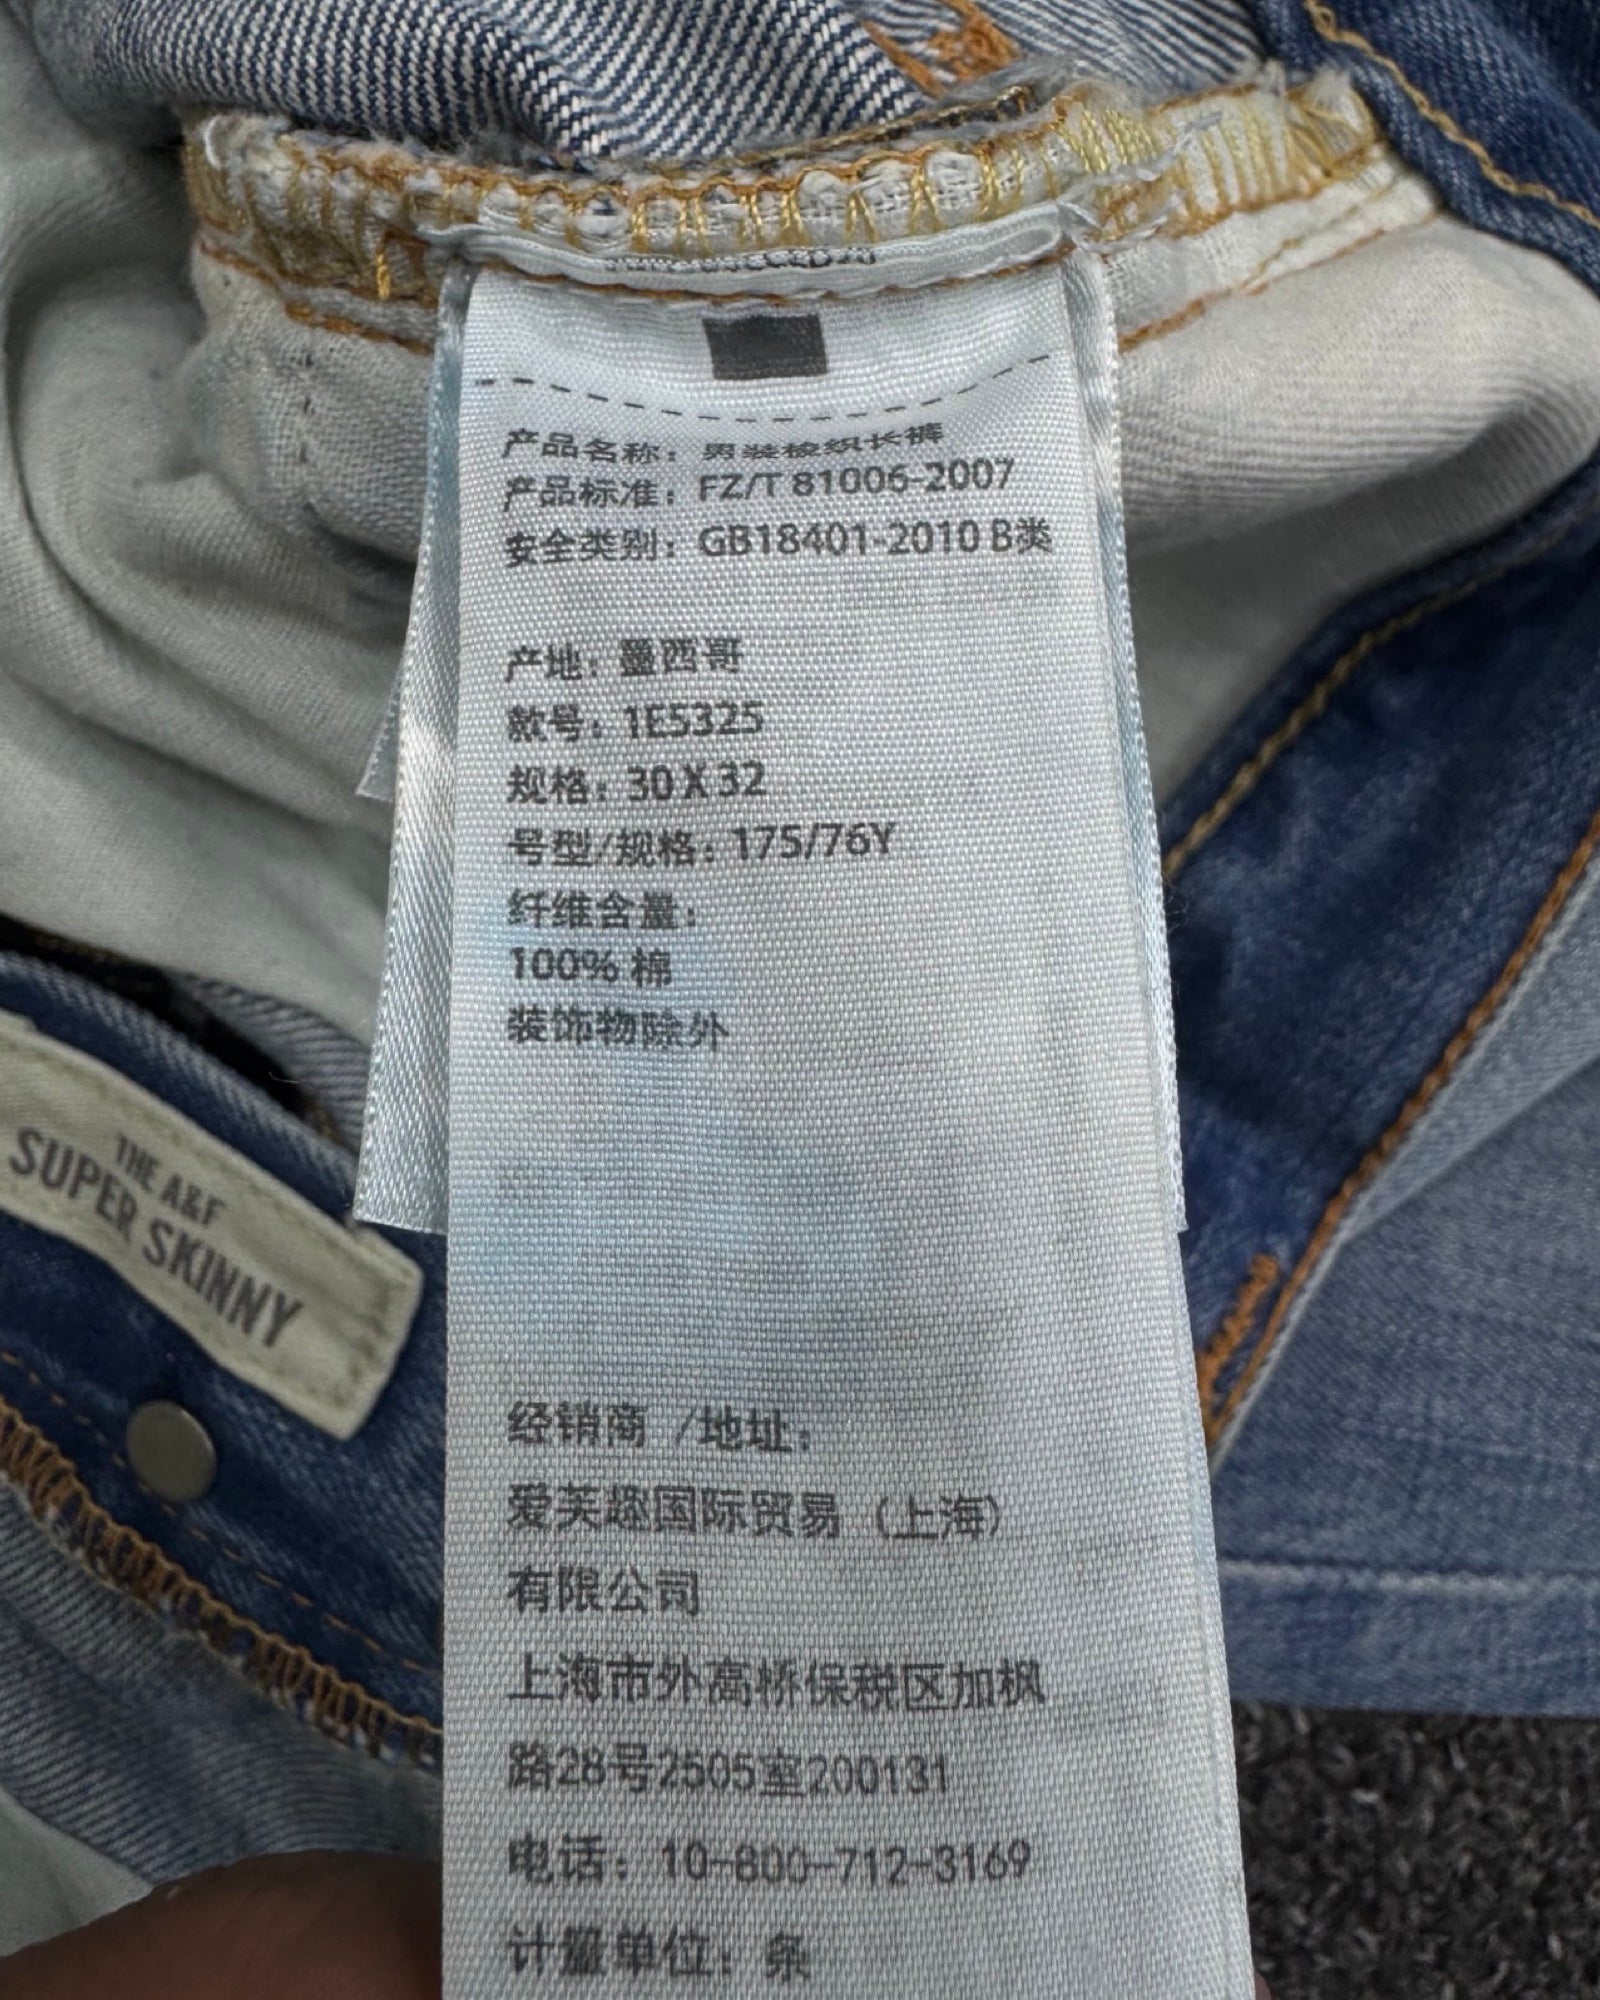 产品名称：男装梭织长裤
产品标准：FZ/T 81006-2007
安全类别：GB18401-2010 B类
产地：墨西哥
款号：1E5325
规格：30 X 32
号型/规格：175/76Y
纤维含量：
100% 棉
装饰物除外
经销商 /地址：
爱芙趣国际贸易（上海）
有限公司
上海市外高桥保税区加枫
路28号2505室200131
电话：10-800-712-3169
计量单位：条
THE A&F
SUPER SKINNY